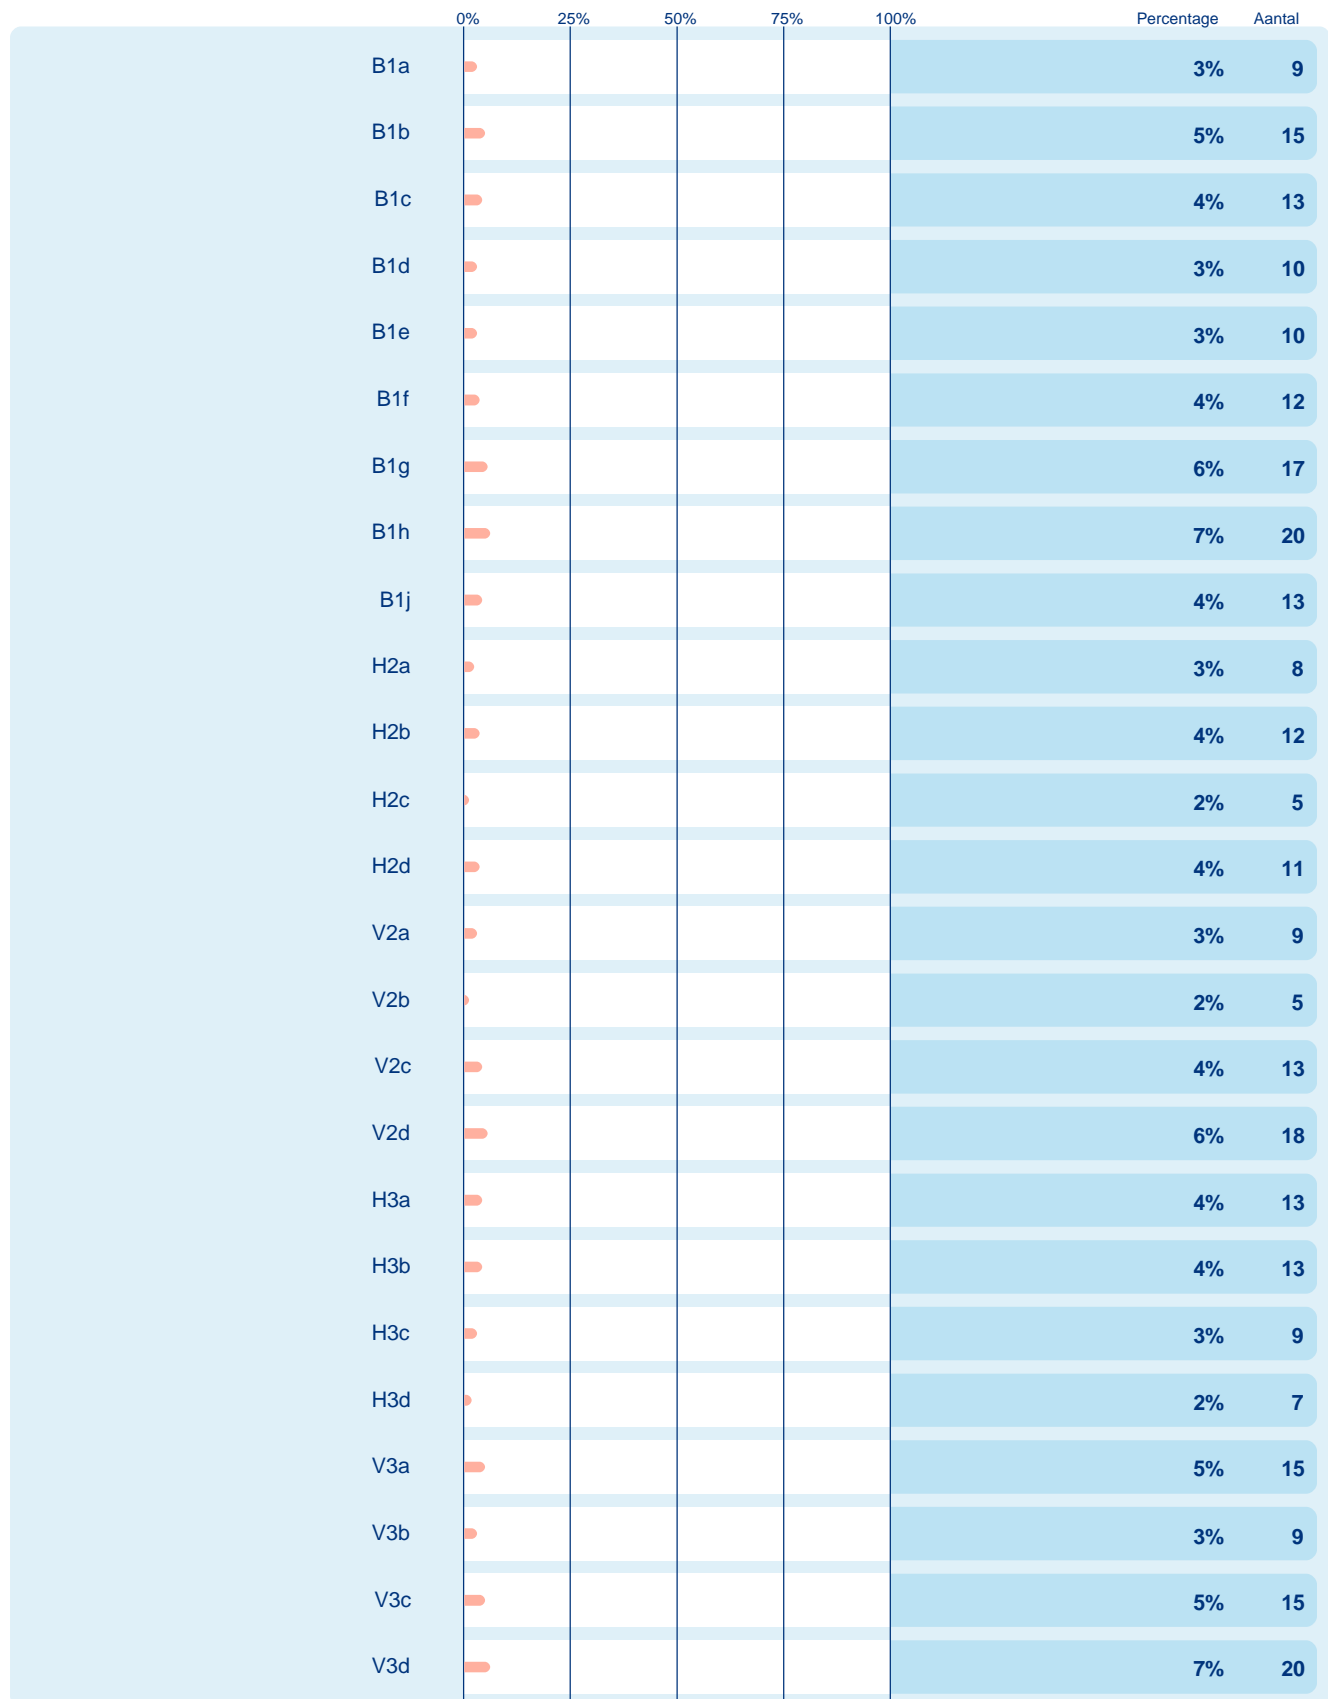 0% 25% 50% 75% 100% Percentage Aantal
B1a 3% 9
B1b 5% 15
B1c 4% 13
B1d 3% 10
B1e 3% 10
B1f 4% 12
B1g 6% 17
B1h 7% 20
B1j 4% 13
H2a 3% 8
H2b 4% 12
H2c 2% 5
H2d 4% 11
V2a 3% 9
V2b 2% 5
V2c 4% 13
V2d 6% 18
H3a 4% 13
H3b 4% 13
H3c 3% 9
H3d 2% 7
V3a 5% 15
V3b 3% 9
V3c 5% 15
V3d 7% 20